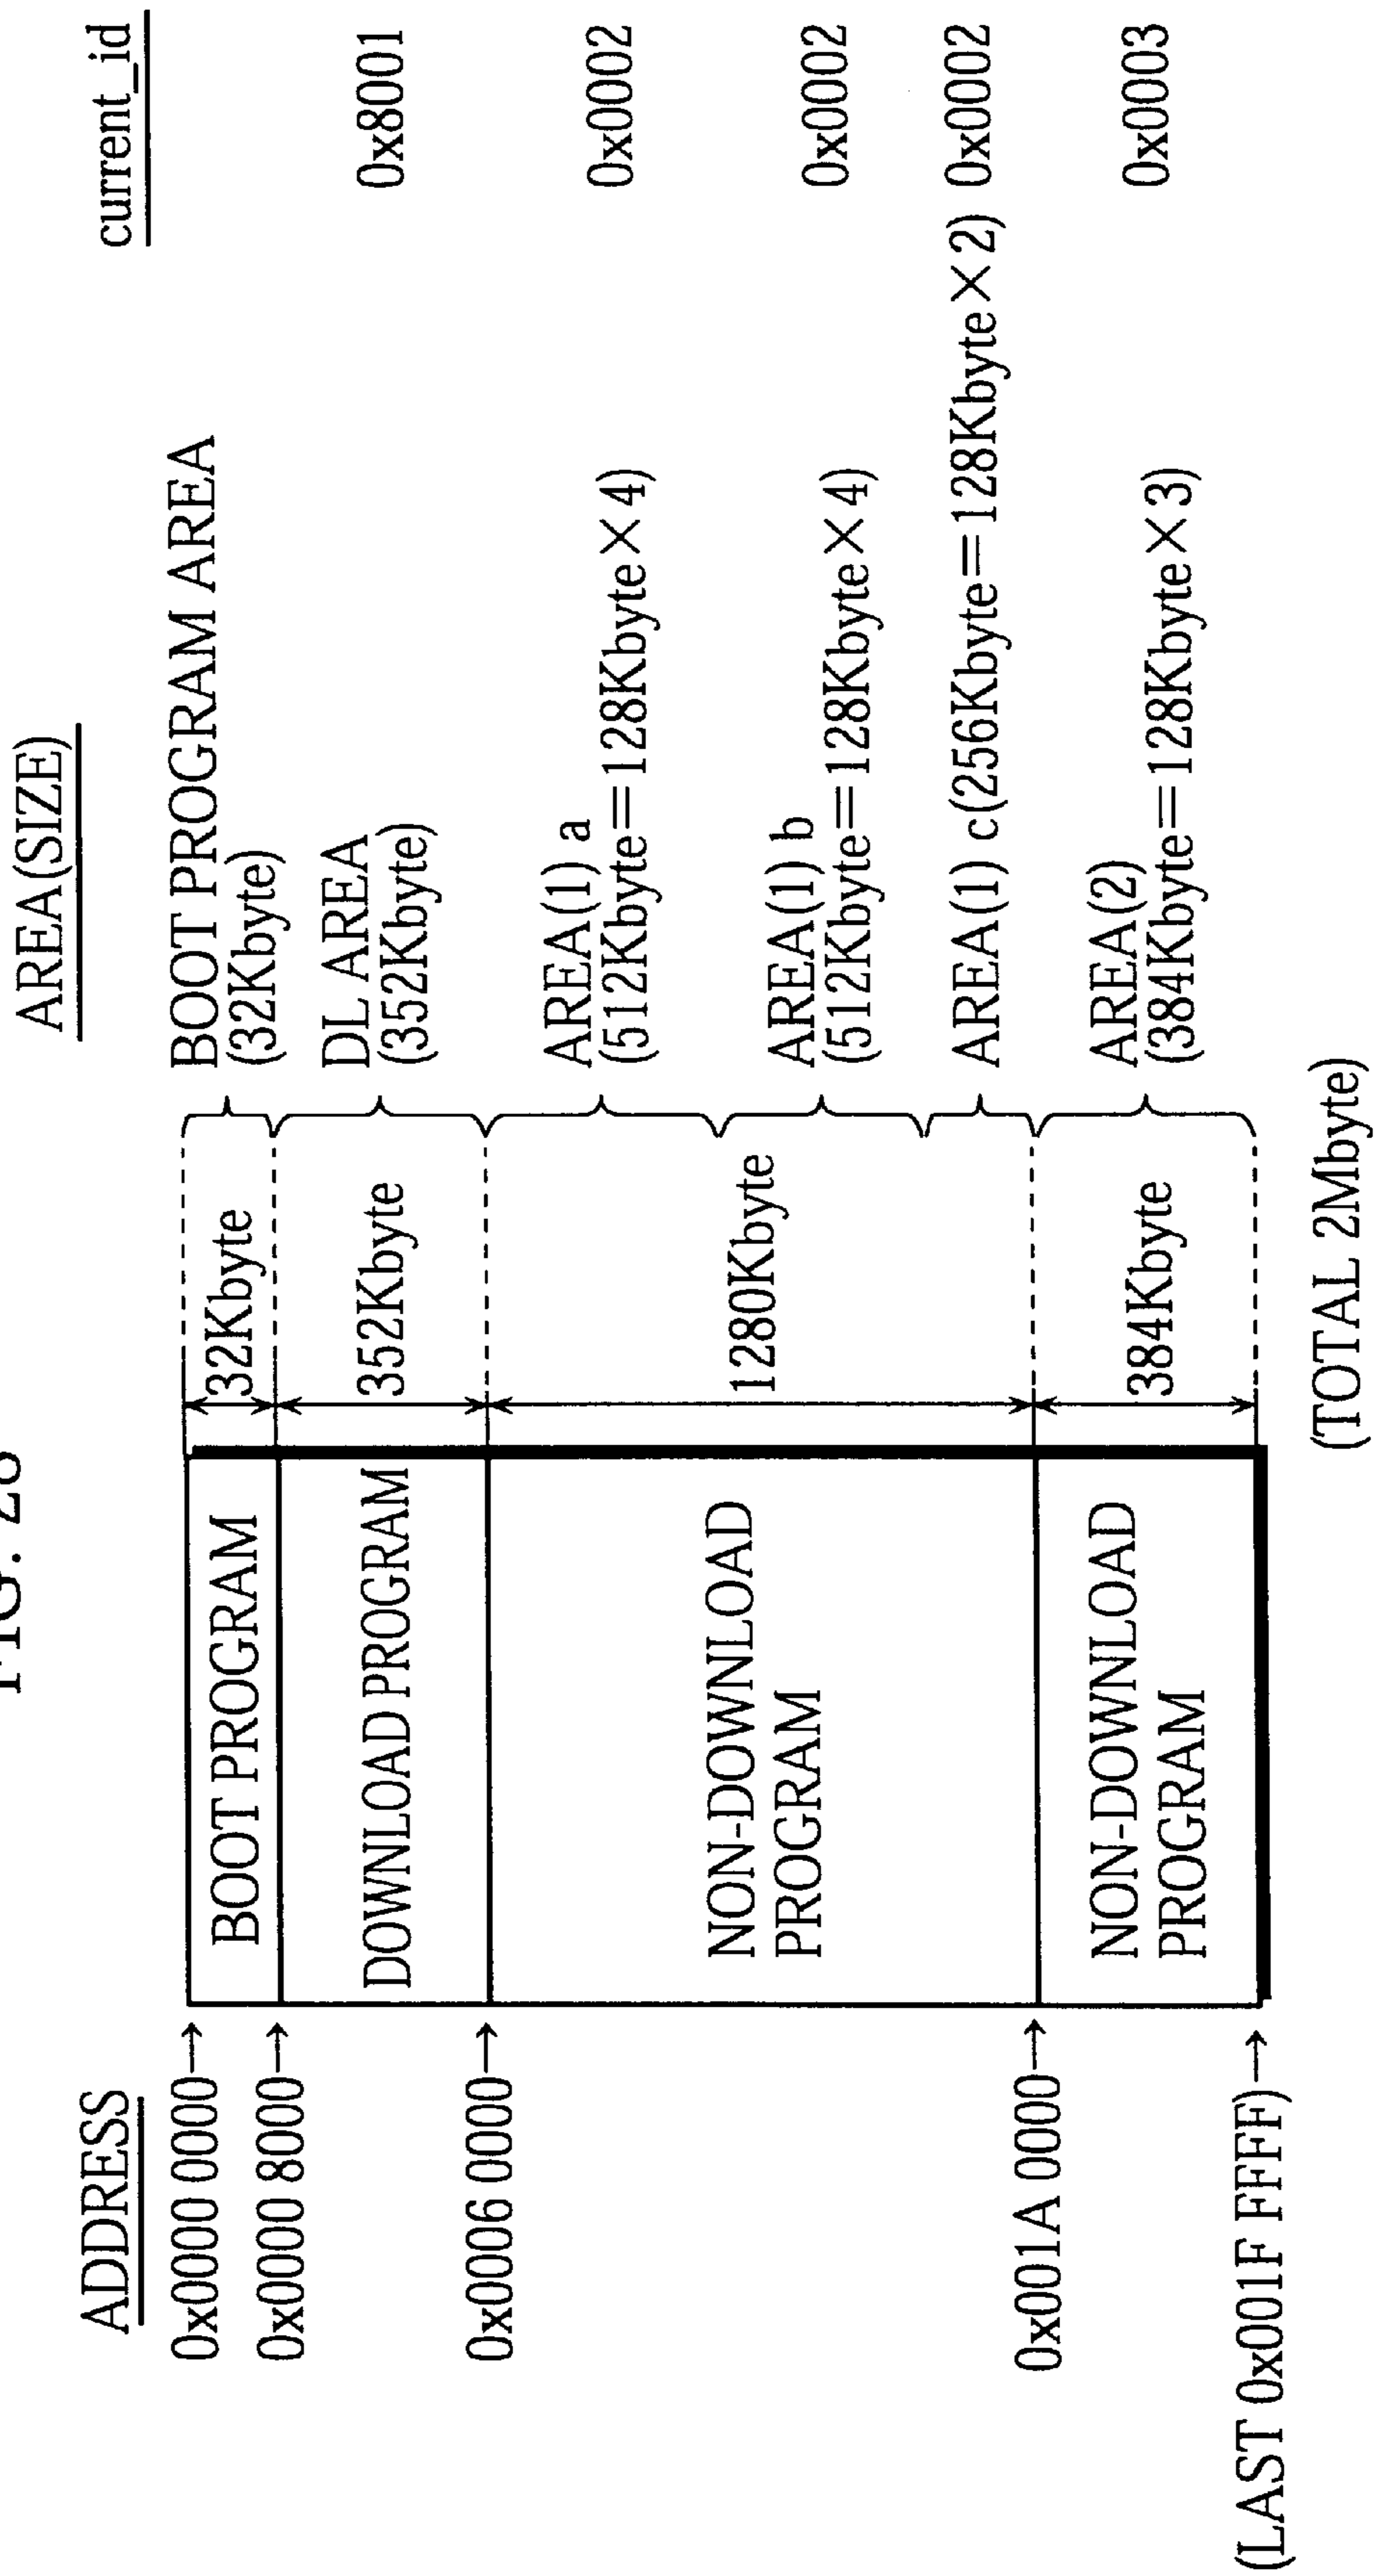 FIG. 28
ADDRESS
AREA(SIZE)
current_id
0x0000 0000
BOOT PROGRAM
32Kbyte
BOOT PROGRAM AREA
(32Kbyte)
0x0000 8000
DOWNLOAD PROGRAM
352Kbyte
DL AREA
(352Kbyte)
0x8001
0x0006 0000
NON-DOWNLOAD
PROGRAM
1280Kbyte
AREA(1) a
(512Kbyte=128Kbyte×4)
0x0002
AREA(1) b
(512Kbyte=128Kbyte×4)
0x0002
AREA(1) c(256Kbyte=128Kbyte×2)
0x0002
0x001A 0000
NON-DOWNLOAD
PROGRAM
384Kbyte
AREA(2)
(384Kbyte=128Kbyte×3)
0x0003
(LAST 0x001F FFFF)
(TOTAL 2Mbyte)